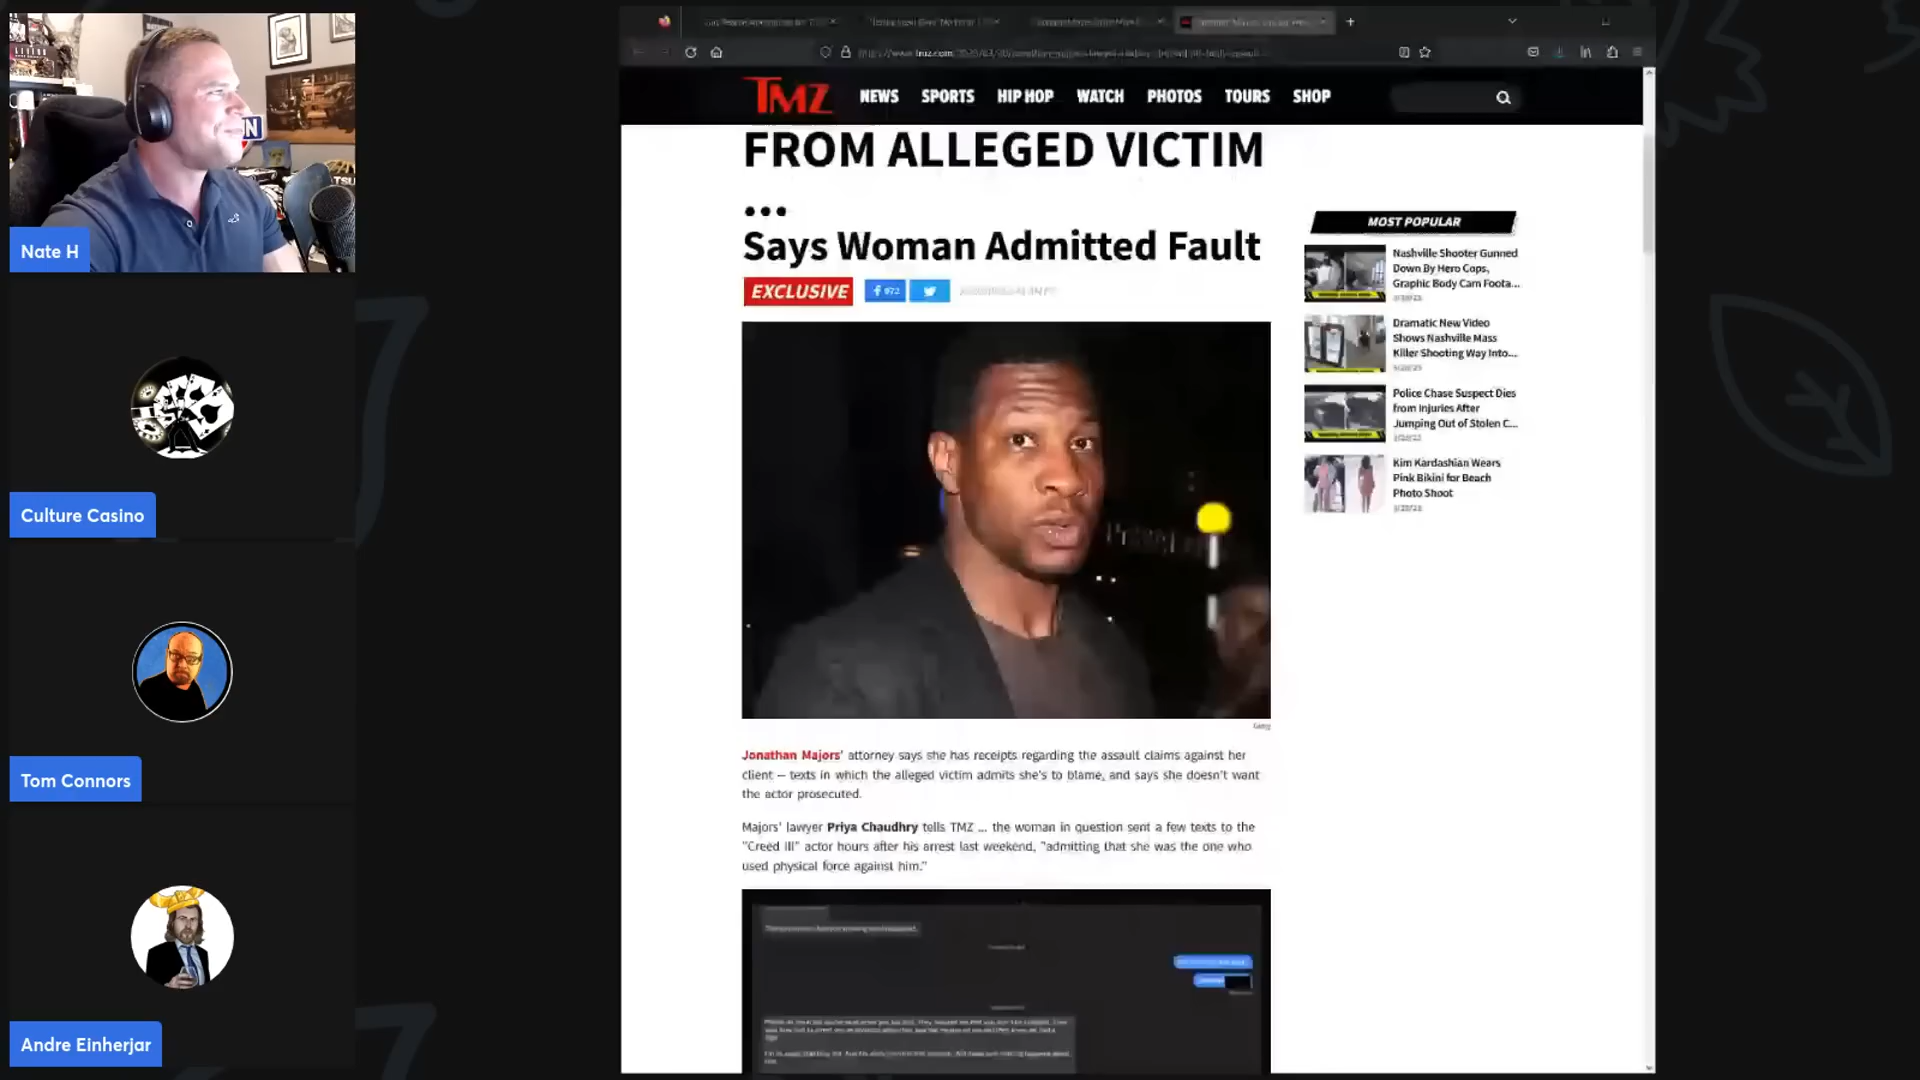 TMZ
NEWS SPORTS HIP HOP WATCH PHOTOS TOURS SHOP
FROM ALLEGED VICTIM
...
Says Woman Admitted Fault
EXCLUSIVE
972
Getty
Jonathan Majors' attorney says she has receipts regarding the assault claims against her
client — texts in which the alleged victim admits she's to blame, and says she doesn't want
the actor prosecuted.
Majors' lawyer Priya Chaudhry tells TMZ ... the woman in question sent a few texts to the
"Creed III" actor hours after his arrest last weekend, "admitting that she was the one who
used physical force against him."
MOST POPULAR
Nashville Shooter Gunned
Down By Hero Cops,
Graphic Body Cam Foota...
Dramatic New Video
Shows Nashville Mass
Killer Shooting Way Into...
Police Chase Suspect Dies
from Injuries After
Jumping Out of Stolen C...
Kim Kardashian Wears
Pink Bikini for Beach
Photo Shoot
Nate H
Culture Casino
Tom Connors
Andre Einherjar